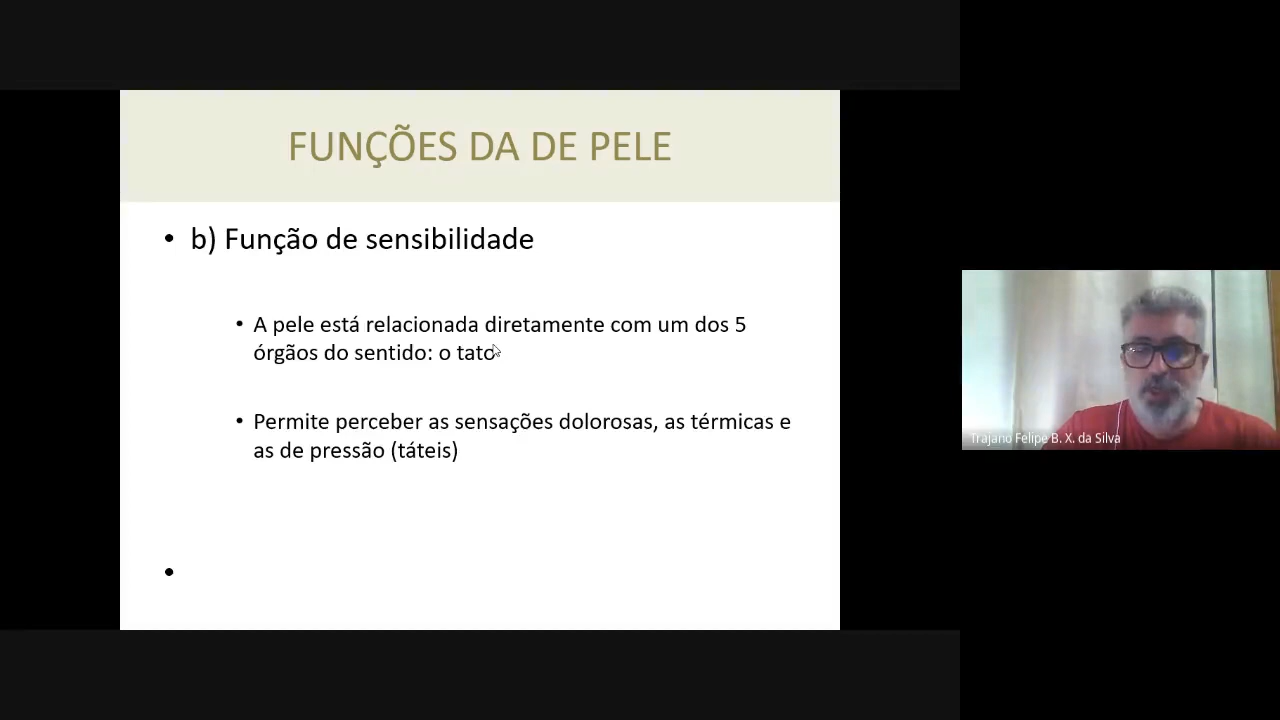 FUNÇÕES DA DE PELE
• b) Função de sensibilidade
• A pele está relacionada diretamente com um dos 5
órgãos do sentido: o tato
• Permite perceber as sensações dolorosas, as térmicas e
as de pressão (táteis)
•
Trajano Felipe B. X. da Silva